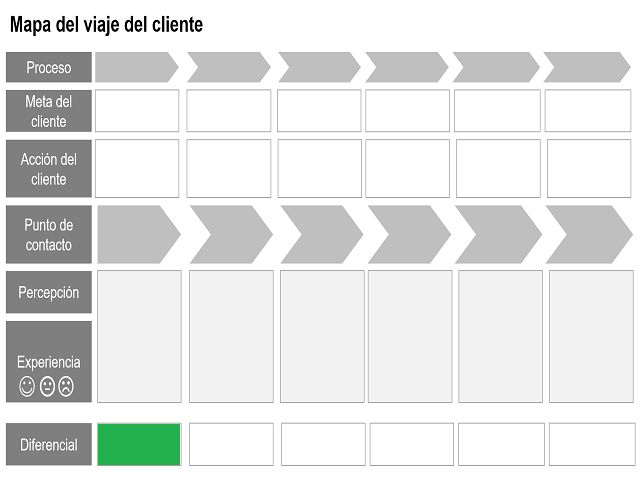 Mapa del viaje del cliente
Proceso
Meta del
cliente
Acción del
cliente
Punto de
contacto
Percepción
Experiencia
Diferencial